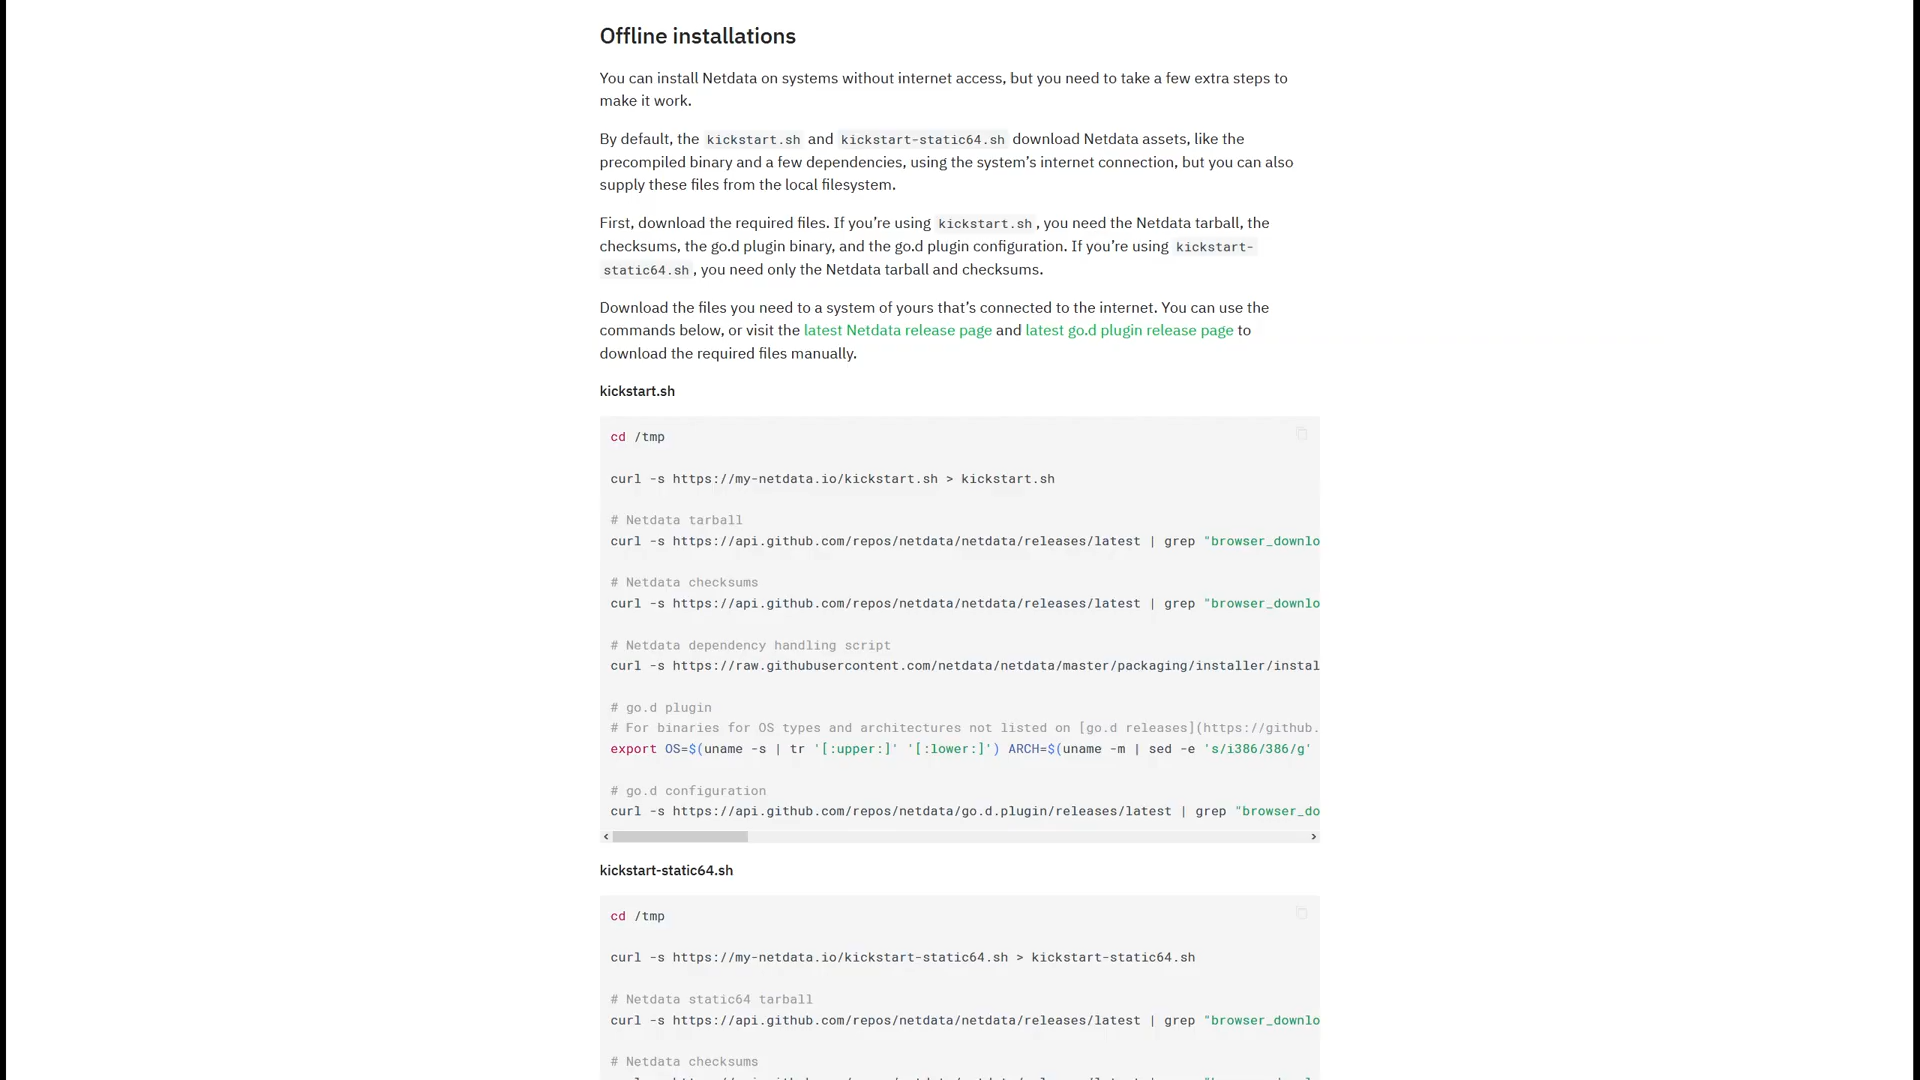 Offline installations
You can install Netdata on systems without internet access, but you need to take a few extra steps to
make it work.
By default, the kickstart.sh and kickstart-static64.sh download Netdata assets, like the
precompiled binary and a few dependencies, using the system’s internet connection, but you can also
supply these files from the local filesystem.
First, download the required files. If you’re using kickstart.sh, you need the Netdata tarball, the
checksums, the go.d plugin binary, and the go.d plugin configuration. If you’re using kickstart-
static64.sh, you need only the Netdata tarball and checksums.
Download the files you need to a system of yours that’s connected to the internet. You can use the
commands below, or visit the latest Netdata release page and latest go.d plugin release page to
download the required files manually.
kickstart.sh
cd /tmp
curl -s https://my-netdata.io/kickstart.sh > kickstart.sh
# Netdata tarball
curl -s https://api.github.com/repos/netdata/netdata/releases/latest | grep "browser_downlo
# Netdata checksums
curl -s https://api.github.com/repos/netdata/netdata/releases/latest | grep "browser_downlo
# Netdata dependency handling script
curl -s https://raw.githubusercontent.com/netdata/netdata/master/packaging/installer/instal
# go.d plugin
# For binaries for OS types and architectures not listed on [go.d releases](https://github.
export OS=$(uname -s | tr '[:upper:]' '[:lower:]') ARCH=$(uname -m | sed -e 's/i386/386/g'
# go.d configuration
curl -s https://api.github.com/repos/netdata/go.d.plugin/releases/latest | grep "browser_do
kickstart-static64.sh
cd /tmp
curl -s https://my-netdata.io/kickstart-static64.sh > kickstart-static64.sh
# Netdata static64 tarball
curl -s https://api.github.com/repos/netdata/netdata/releases/latest | grep "browser_downlo
# Netdata checksums